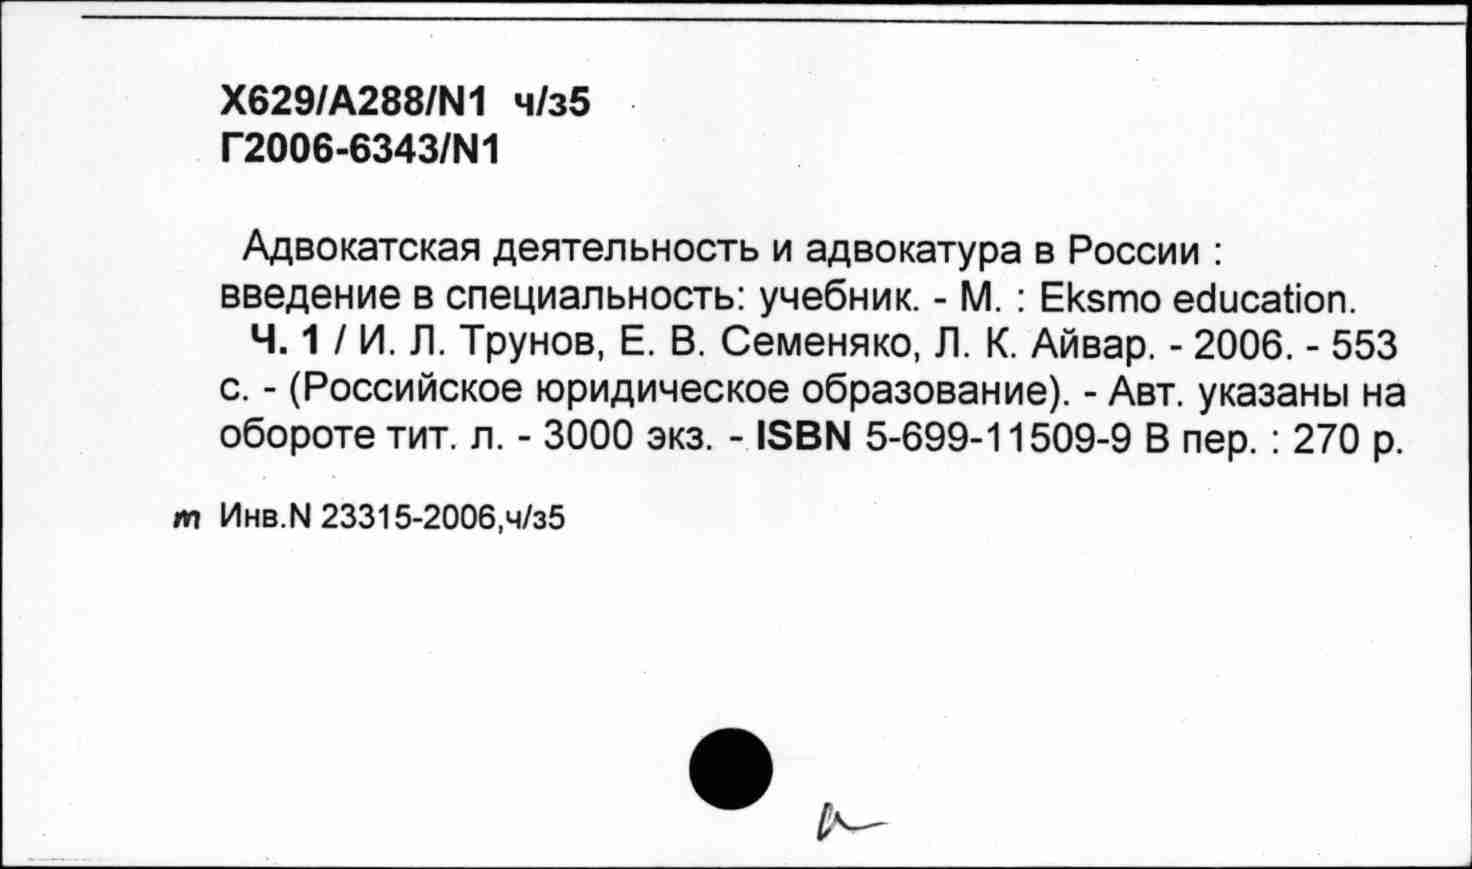 Х629/А288/N1 ч/з5
Г2006-6343/N1
Адвокатская деятельность и адвокатура в России :
введение в специальность: учебник. - М. : Eksmo education.
Ч. 1 / И. Л. Трунов, Е. В. Семеняко, Л. К. Айвар. - 2006. - 553
с. - (Российское юридическое образование). - Авт. указаны на
обороте тит. л. - 3000 экз. - ISBN 5-699-11509-9 В пер. : 270 р.
т Инв.N 23315-2006,ч/з5